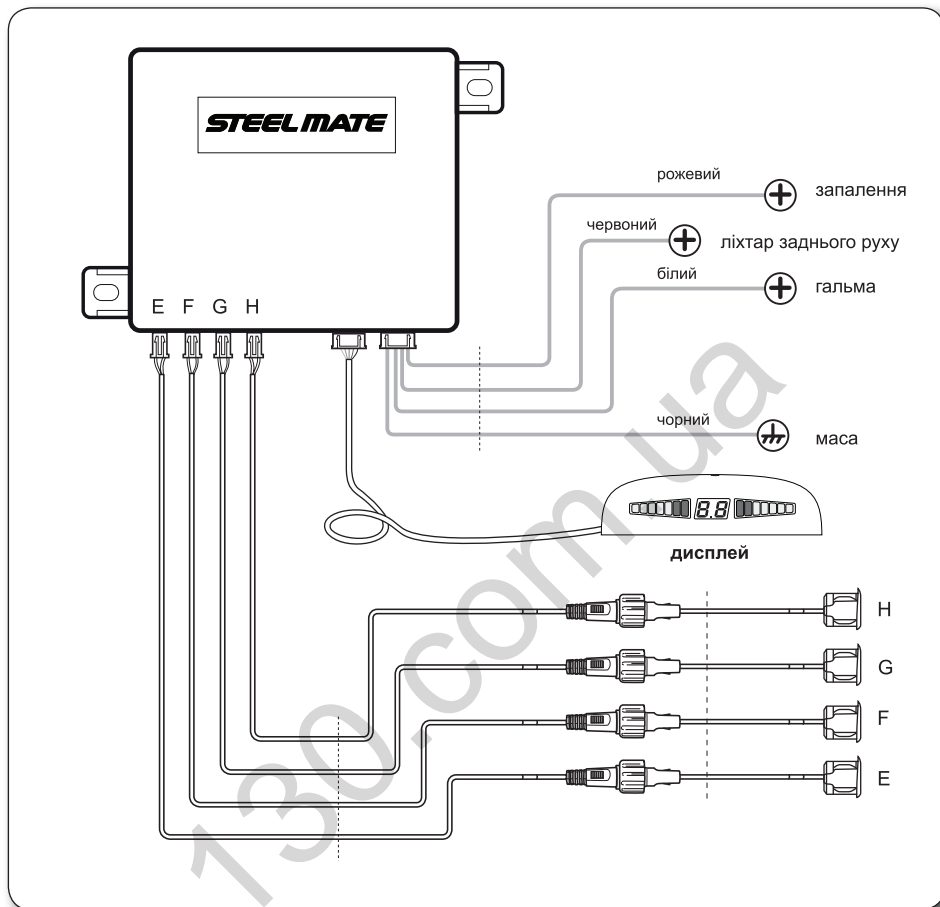 STEEL MATE
рожевий
запалення
червоний
ліхтар заднього руху
білий
гальма
E F G H
чорний
маса
8.8
дисплей
H
G
F
E
130.com.ua